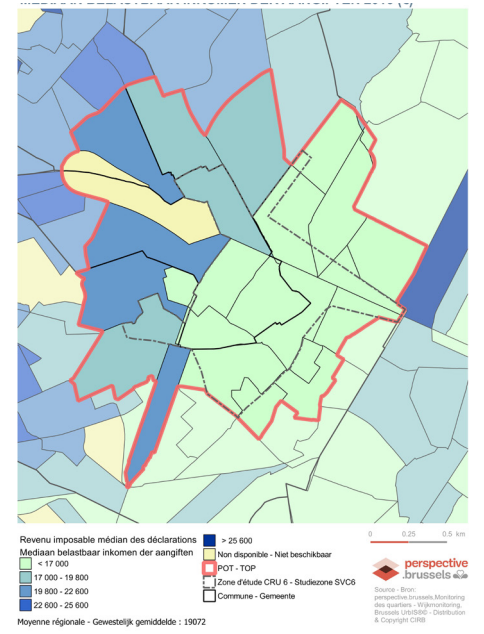 Revenu imposable médian des déclarations
Mediaan belastbaar inkomen der aangiften
< 17 000
17 000 - 19 800
19 800 - 22 600
22 600 - 25 600
> 25 600
Non disponible - Niet beschikbaar
POT - TOP
Zone d'étude CRU 6 - Studiezone SVC6
Commune - Gemeente
Moyenne régionale - Gewestelijk gemiddelde : 19072
0 0.25 0.5 km
perspective
.brussels
Source - Bron:
perspective.brussels,Monitoring
des quartiers - Wijkmonitoring,
Brussels UrbIS®© - Distribution
& Copyright CIRB